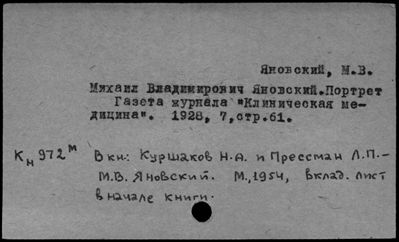 Яновский, М.В.
Михаил Владимирович Яновский.Портрет
Газета журнала "Клиническая ме-
дицина". 1928, 7,стр.61.
Кн 972м В кн.: Куршаков Н.А. и Прессман Л.П.-
М.В. Яновский. М.,1954, вклад. лист
в начале книги.